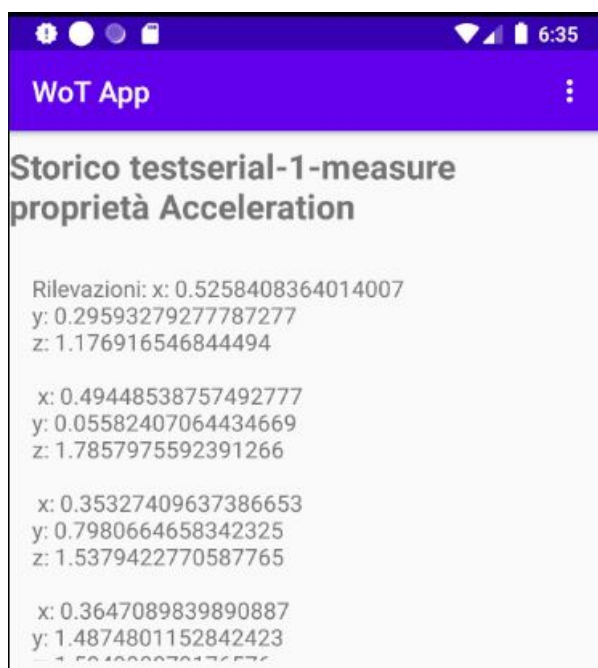 6:35
WoT App
Storico testserial-1-measure
proprietà Acceleration
Rilevazioni: x: 0.5258408364014007
y: 0.29593279277787277
z: 1.176916546844494
x: 0.49448538757492777
y: 0.05582407064434669
z: 1.7857975592391266
x: 0.35327409637386653
y: 0.7980664658342325
z: 1.5379422770587765
x: 0.3647089839890887
y: 1.4874801152842423